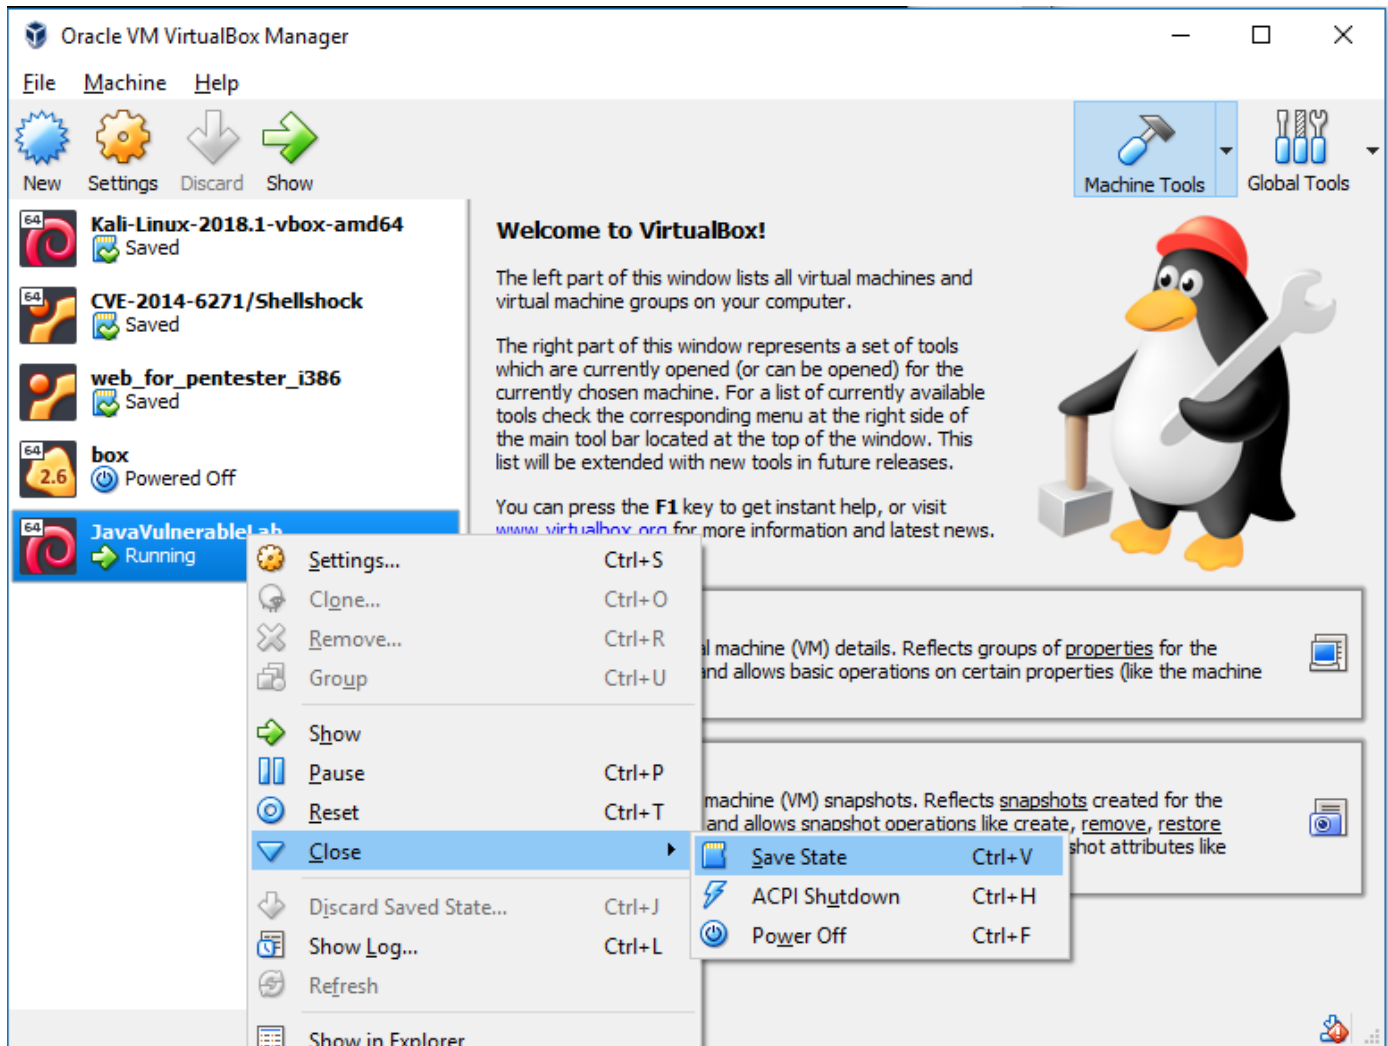 Oracle VM VirtualBox Manager
File Machine Help
New Settings Discard Show
Machine Tools Global Tools
64
Kali-Linux-2018.1-vbox-amd64
Saved
64
CVE-2014-6271/Shellshock
Saved
web_for_pentester_i386
Saved
64
2.6
box
Powered Off
64
JavaVulnerableLab
Running
Welcome to VirtualBox!
The left part of this window lists all virtual machines and
virtual machine groups on your computer.
The right part of this window represents a set of tools
which are currently opened (or can be opened) for the
currently chosen machine. For a list of currently available
tools check the corresponding menu at the right side of
the main tool bar located at the top of the window. This
list will be extended with new tools in future releases.
You can press the F1 key to get instant help, or visit
www.virtualbox.org for more information and latest news.
machine (VM) details. Reflects groups of properties for the
and allows basic operations on certain properties (like the machine
machine (VM) snapshots. Reflects snapshots created for the
and allows snapshot operations like create, remove, restore
shot attributes like
Settings... Ctrl+S
Clone... Ctrl+O
Remove... Ctrl+R
Group Ctrl+U
Show
Pause Ctrl+P
Reset Ctrl+T
Close
Discard Saved State... Ctrl+J
Show Log... Ctrl+L
Refresh
Show in Explorer
Save State Ctrl+V
ACPI Shutdown Ctrl+H
Power Off Ctrl+F